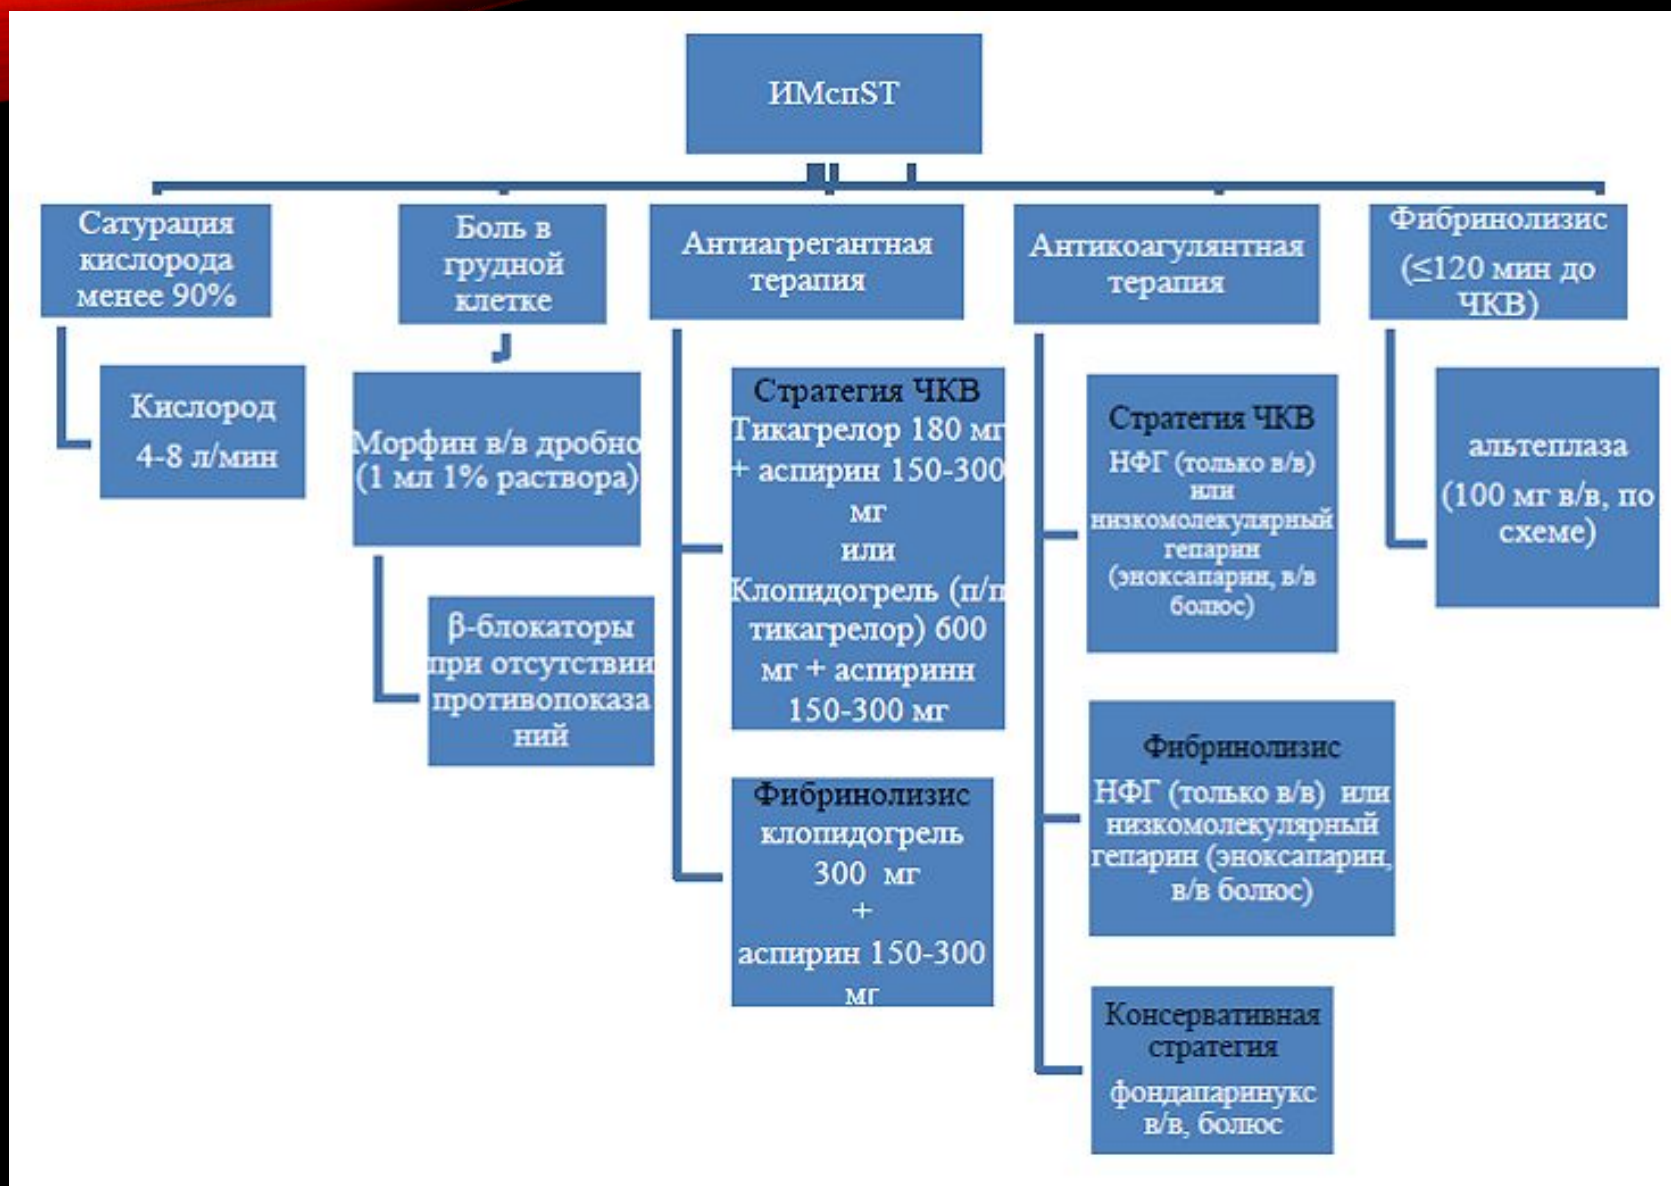 ИМспST
Сатурация
кислорода
менее 90%
Кислород
4-8 л/мин
Боль в
грудной
клетке
Морфин в/в дробно
(1 мл 1% раствора)
β-блокаторы
при отсутствии
противопоказа
ний
Антиагрегантная
терапия
Стратегия ЧКВ
Тикагрелор 180 мг
+ аспирин 150-300
мг
или
Клопидогрель (п/п
тикагрелор) 600
мг + аспиринн
150-300 мг
Фибринолизис
клопидогрель
300 мг
+
аспирин 150-300
мг
Антикоагулянтная
терапия
Стратегия ЧКВ
НФГ (только в/в)
или
низкомолекулярный
гепарин
(эноксапарин, в/в
болюс)
Фибринолизис
НФГ (только в/в) или
низкомолекулярный
гепарин (эноксапарин,
в/в болюс)
Консервативная
стратегия
фондапаринукс
в/в, болюс
Фибринолизис
(≤120 мин до
ЧКВ)
альтеплаза
(100 мг в/в, по
схеме)